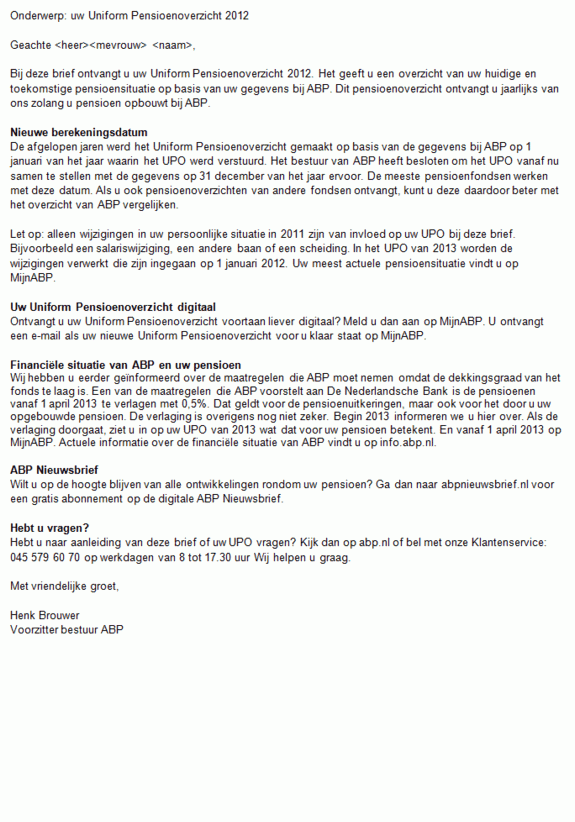 Onderwerp: uw Uniform Pensioenoverzicht 2012
Geachte <heer><mevrouw> <naam>,
Bij deze brief ontvangt u uw Uniform Pensioenoverzicht 2012. Het geeft u een overzicht van uw huidige en
toekomstige pensioensituatie op basis van uw gegevens bij ABP. Dit pensioenoverzicht ontvangt u jaarlijks van
ons zolang u pensioen opbouwt bij ABP.
Nieuwe berekeningsdatum
De afgelopen jaren werd het Uniform Pensioenoverzicht gemaakt op basis van de gegevens bij ABP op 1
januari van het jaar waarin het UPO werd verstuurd. Het bestuur van ABP heeft besloten om het UPO vanaf nu
samen te stellen met de gegevens op 31 december van het jaar ervoor. De meeste pensioenfondsen werken
met deze datum. Als u ook pensioenoverzichten van andere fondsen ontvangt, kunt u deze daardoor beter met
het overzicht van ABP vergelijken.
Let op: alleen wijzigingen in uw persoonlijke situatie in 2011 zijn van invloed op uw UPO bij deze brief.
Bijvoorbeeld een salariswijziging, een andere baan of een scheiding. In het UPO van 2013 worden de
wijzigingen verwerkt die zijn ingegaan op 1 januari 2012. Uw meest actuele pensioensituatie vindt u op
MijnABP.
Uw Uniform Pensioenoverzicht digitaal
Ontvangt u uw Uniform Pensioenoverzicht voortaan liever digitaal? Meld u dan aan op MijnABP. U ontvangt
een e-mail als uw nieuwe Uniform Pensioenoverzicht voor u klaar staat op MijnABP.
Financiële situatie van ABP en uw pensioen
Wij hebben u eerder geïnformeerd over de maatregelen die ABP moet nemen omdat de dekkingsgraad van het
fonds te laag is. Een van de maatregelen die ABP voorstelt aan De Nederlandsche Bank is de pensioenen
vanaf 1 april 2013 te verlagen met 0,5%. Dat geldt voor de pensioenuitkeringen, maar ook voor het door u uw
opgebouwde pensioen. De verlaging is overigens nog niet zeker. Begin 2013 informeren we u hier over. Als de
verlaging doorgaat, ziet u in op uw UPO van 2013 wat dat voor uw pensioen betekent. En vanaf 1 april 2013 op
MijnABP. Actuele informatie over de financiële situatie van ABP vindt u op info.abp.nl.
ABP Nieuwsbrief
Wilt u op de hoogte blijven van alle ontwikkelingen rondom uw pensioen? Ga dan naar abpnieuwsbrief.nl voor
een gratis abonnement op de digitale ABP Nieuwsbrief.
Hebt u vragen?
Hebt u naar aanleiding van deze brief of uw UPO vragen? Kijk dan op abp.nl of bel met onze Klantenservice:
045 579 60 70 op werkdagen van 8 tot 17.30 uur Wij helpen u graag.
Met vriendelijke groet,
Henk Brouwer
Voorzitter bestuur ABP